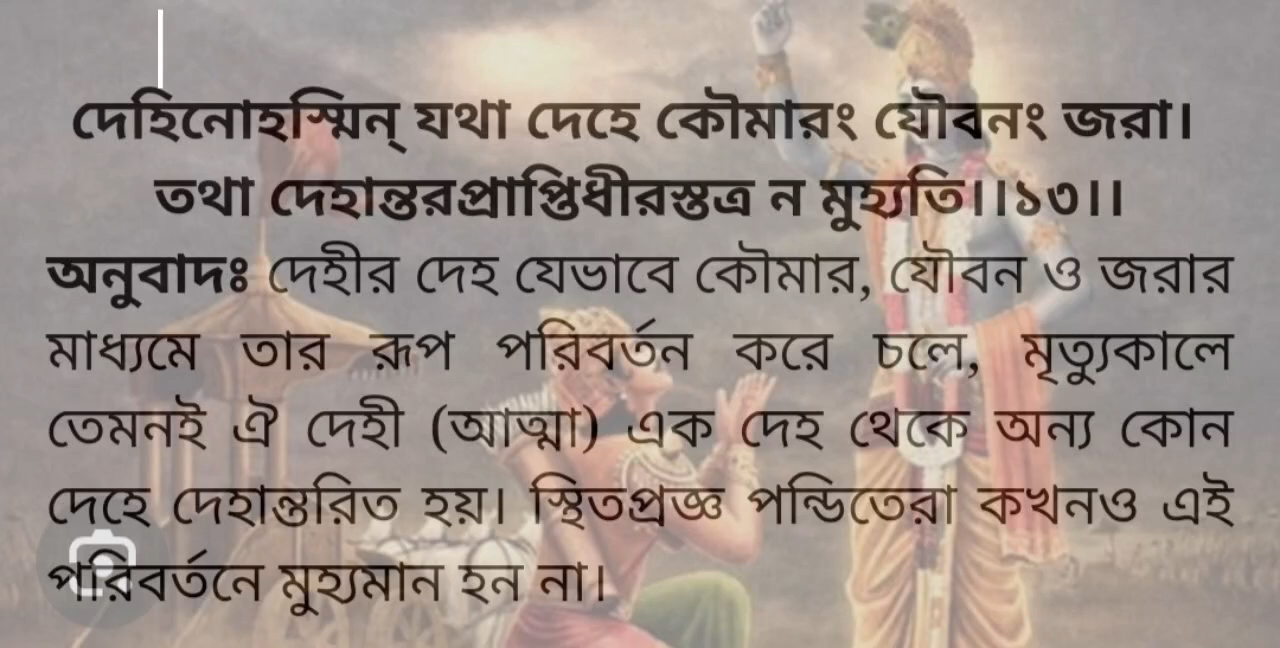 দেহিনোহস্মিন্ যথা দেহে কৌমারং যৌবনং জরা।
তথা দেহান্তরপ্রাপ্তির্ধীরস্তত্র ন মুহ্যতি।।১৩।।
অনুবাদঃ দেহীর দেহ যেভাবে কৌমার, যৌবন ও জরার
মাধ্যমে তার রূপ পরিবর্তন করে চলে, মৃত্যুকালে
তেমনই ঐ দেহী (আত্মা) এক দেহ থেকে অন্য কোন
দেহে দেহান্তরিত হয়। স্থিতপ্রজ্ঞ পন্ডিতেরা কখনও এই
পরিবর্তনে মুহ্যমান হন না।